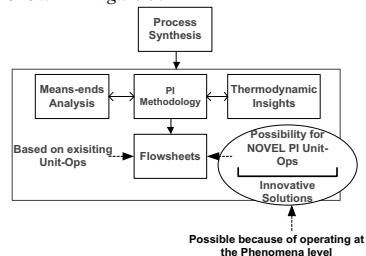 Process
Synthesis
Means-ends
Analysis
PI
Methodology
Thermodynamic
Insights
Based on exisiting
Unit-Ops
Flowsheets
Possibility for
NOVEL PI Unit-
Ops
Innovative
Solutions
Possible because of operating at
the Phenomena level